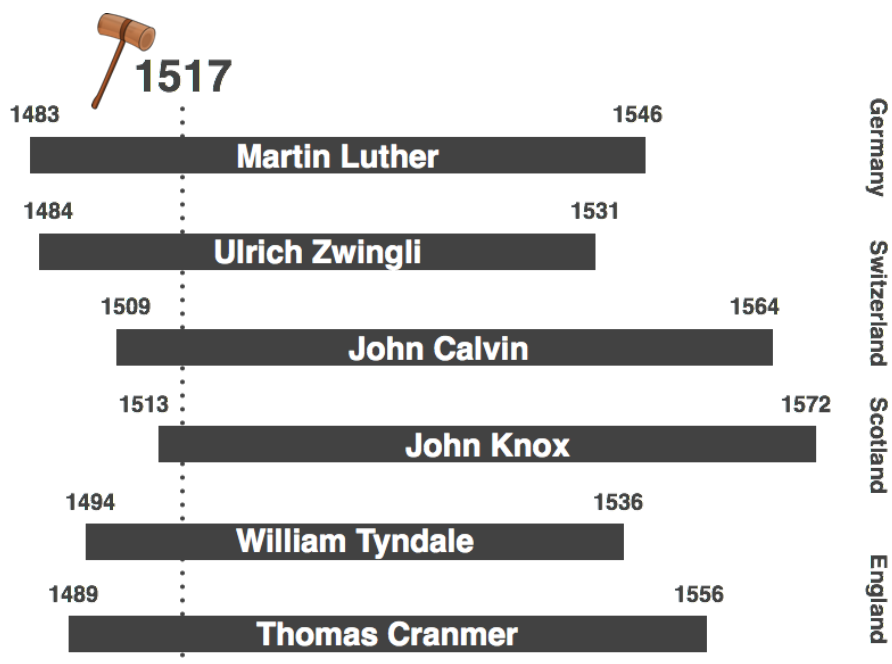 1517
1483 1546
Martin Luther
Germany
1484 1531
Ulrich Zwingli
Switzerland
1509 1564
John Calvin
1513 1572
John Knox
Scotland
1494 1536
William Tyndale
England
1489 1556
Thomas Cranmer